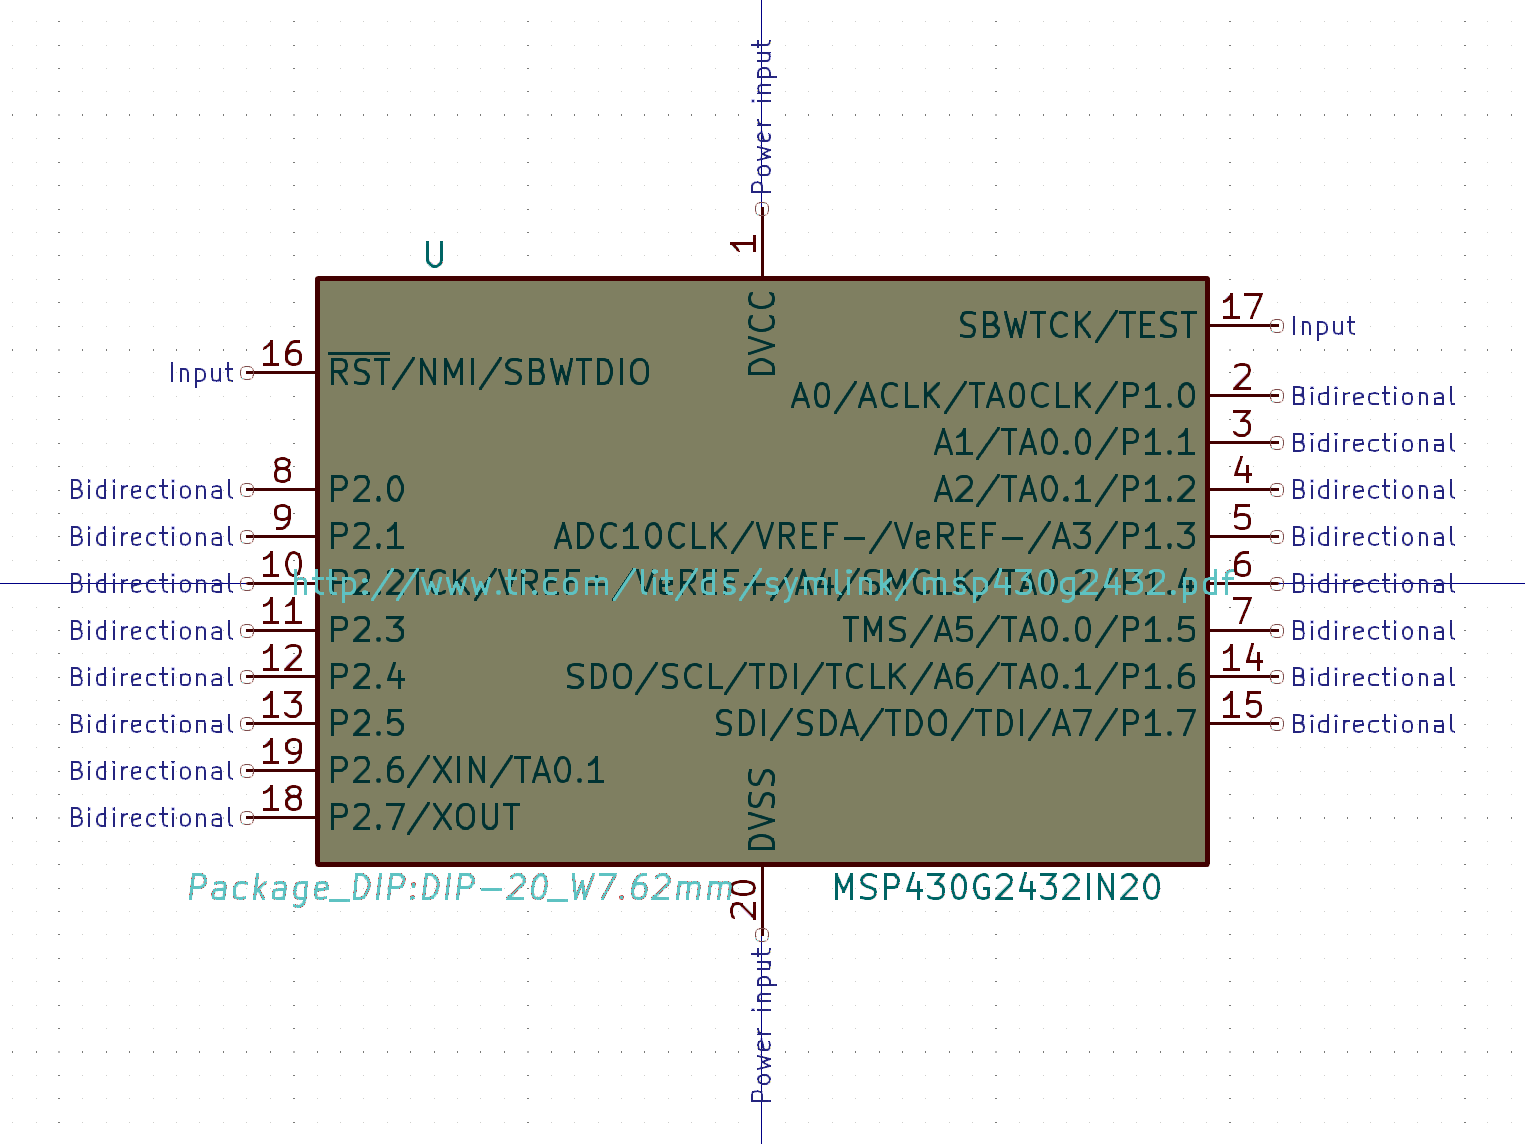 Power input
1
U
DVCC
17
SBWTCK/TEST
Input
16
Input
RST/NMI/SBWTDIO
2
A0/ACLK/TA0CLK/P1.0
Bidirectional
3
A1/TA0.0/P1.1
Bidirectional
8
Bidirectional
P2.0
4
A2/TA0.1/P1.2
Bidirectional
9
Bidirectional
P2.1
5
ADC10CLK/VREF-/VeREF-/A3/P1.3
Bidirectional
10
Bidirectional
P2.2
TCK/VREF+/VeREF+/A4/SMCLK/TA0.2/P1.4
http://www.ti.com/lit/ds/symlink/msp430g2432.pdf
6
Bidirectional
11
Bidirectional
P2.3
7
TMS/A5/TA0.0/P1.5
Bidirectional
12
Bidirectional
P2.4
14
SDO/SCL/TDI/TCLK/A6/TA0.1/P1.6
Bidirectional
13
Bidirectional
P2.5
15
SDI/SDA/TDO/TDI/A7/P1.7
Bidirectional
19
Bidirectional
P2.6/XIN/TA0.1
18
Bidirectional
P2.7/XOUT
DVSS
Package_DIP:DIP-20_W7.62mm
20
MSP430G2432IN20
Power input